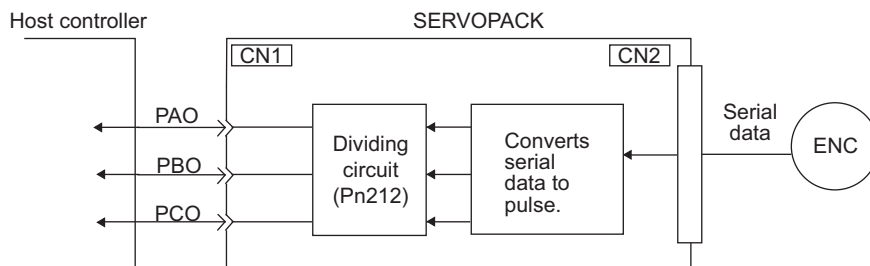 Host controller
SERVOPACK
CN1
CN2
PAO
PBO
PCO
Dividing
circuit
(Pn212)
Converts
serial
data to
pulse.
Serial
data
ENC